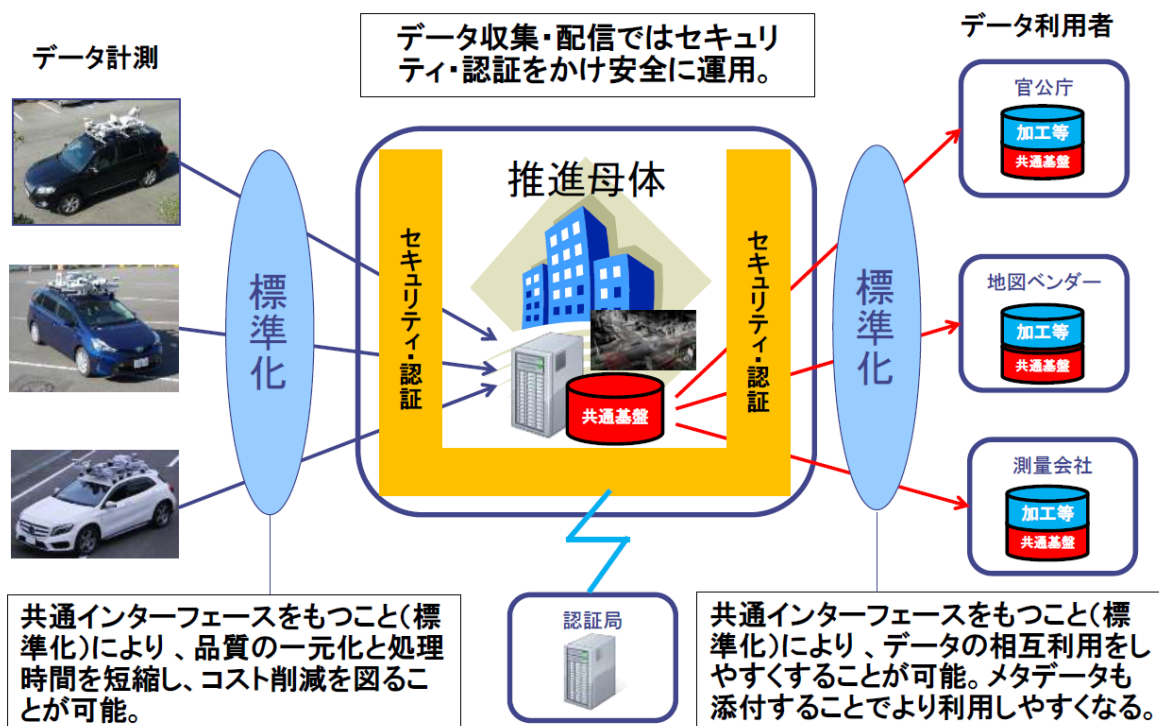 データ計測
データ収集・配信ではセキュリ
ティ・認証をかけ安全に運用。
データ利用者
標準化
セキュリティ・認証
推進母体
共通基盤
セキュリティ・認証
標準化
官公庁
加工等
共通基盤
地図ベンダー
加工等
共通基盤
測量会社
加工等
共通基盤
共通インターフェースをもつこと(標
準化)により 、品質の一元化と処理
時間を短縮し、コスト削減を図るこ
とが可能。
認証局
共通インターフェースをもつこと(標
準化)により 、データの相互利用をし
やすくすることが可能。メタデータも
添付することでより利用しやすくなる。